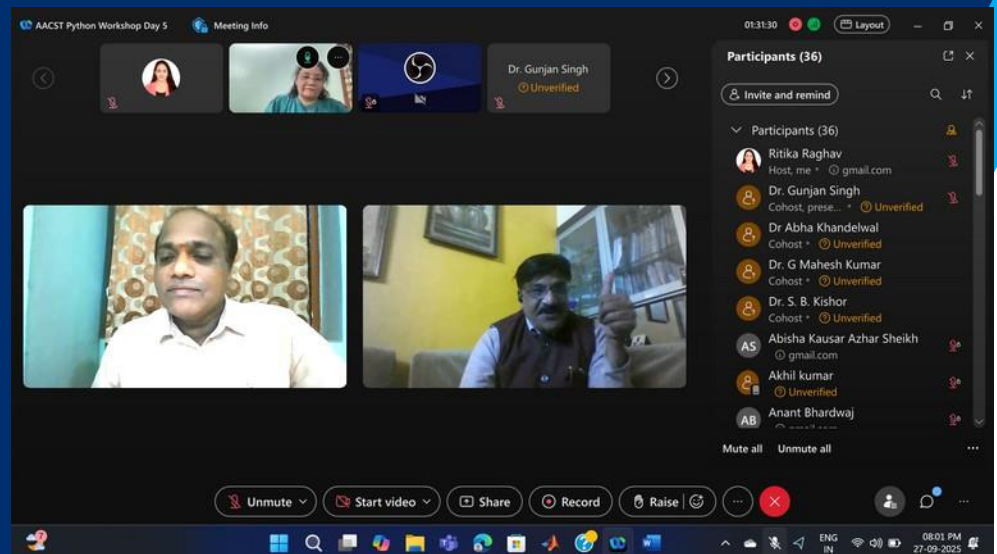 AACST Python Workshop Day 5
Meeting Info
01:31:30
Layout
Dr. Gunjan Singh
Unverified
Participants (36)
Invite and remind
Participants (36)
Ritika Raghav
Host, me • gmail.com
Dr. Gunjan Singh
Cohost, prese... • Unverified
Dr Abha Khandelwal
Cohost • Unverified
Dr. G Mahesh Kumar
Cohost • Unverified
Dr. S. B. Kishor
Cohost • Unverified
AS
Abisha Kausar Azhar Sheikh
gmail.com
Akhil kumar
Unverified
AB
Anant Bhardwaj
Mute all Unmute all
Unmute
Start video
Share
Record
Raise
ENG
IN
08:01 PM
27-09-2025